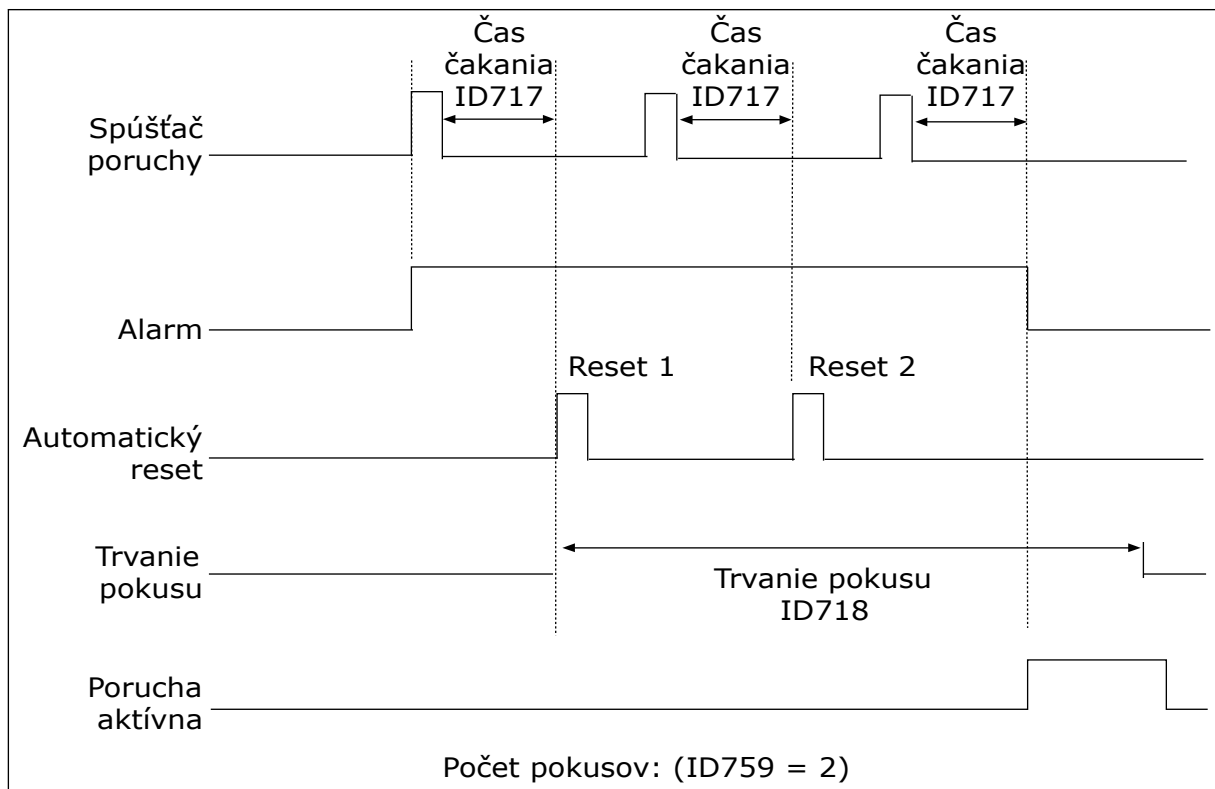 Čas
čakania
ID717
Čas
čakania
ID717
Čas
čakania
ID717
Spúšťač
poruchy
Alarm
Reset 1
Reset 2
Automatický
reset
Trvanie
pokusu
Trvanie pokusu
ID718
Porucha
aktívna
Počet pokusov: (ID759 = 2)